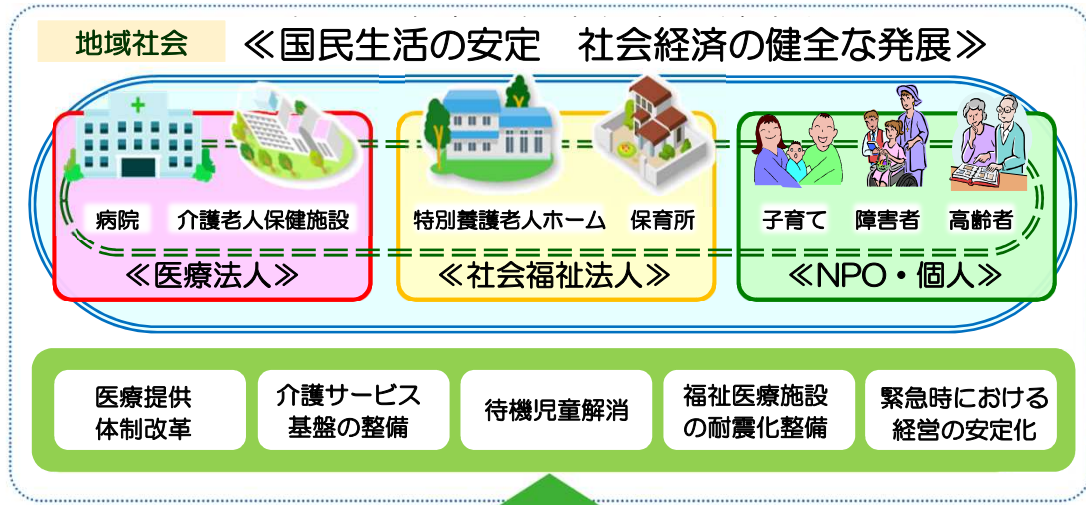 地域社会
≪国民生活の安定　社会経済の健全な発展≫
病院
介護老人保健施設
特別養護老人ホーム
保育所
子育て
障害者
高齢者
≪医療法人≫
≪社会福祉法人≫
≪NPO・個人≫
医療提供
体制改革
介護サービス
基盤の整備
待機児童解消
福祉医療施設
の耐震化整備
緊急時における
経営の安定化